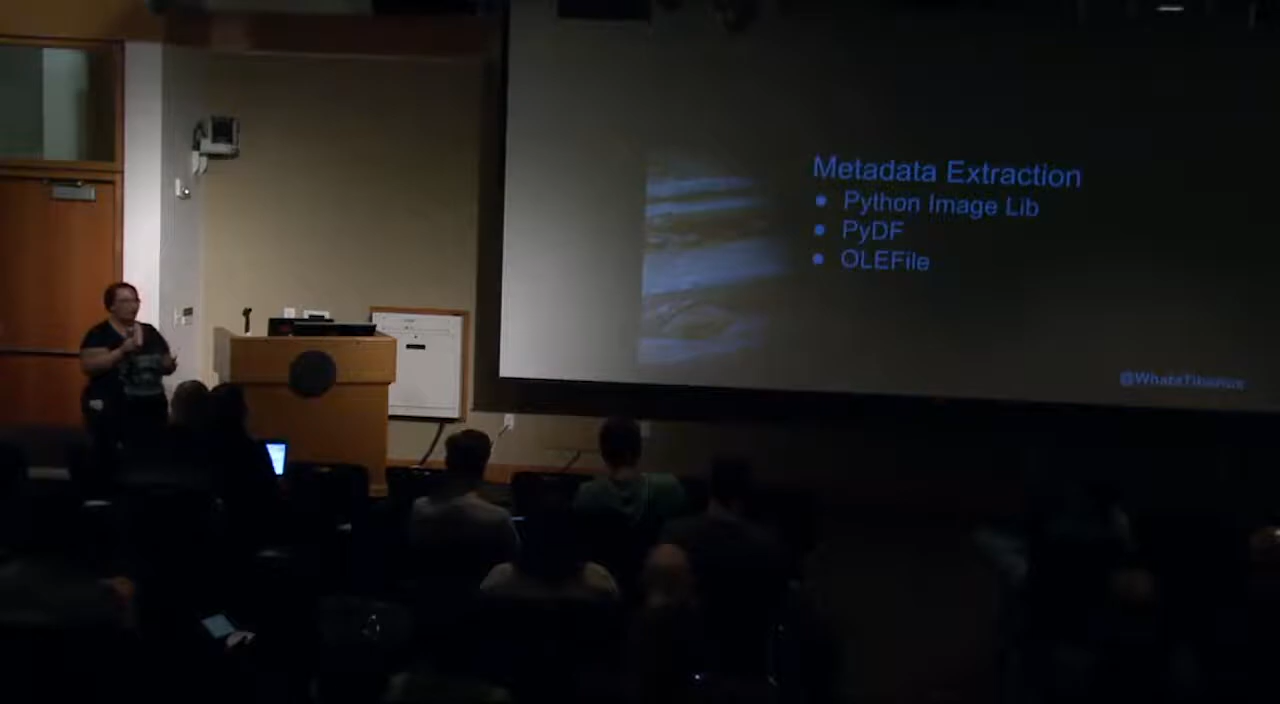 Metadata Extraction
• Python Image Lib
• PyDF
• OLEFile